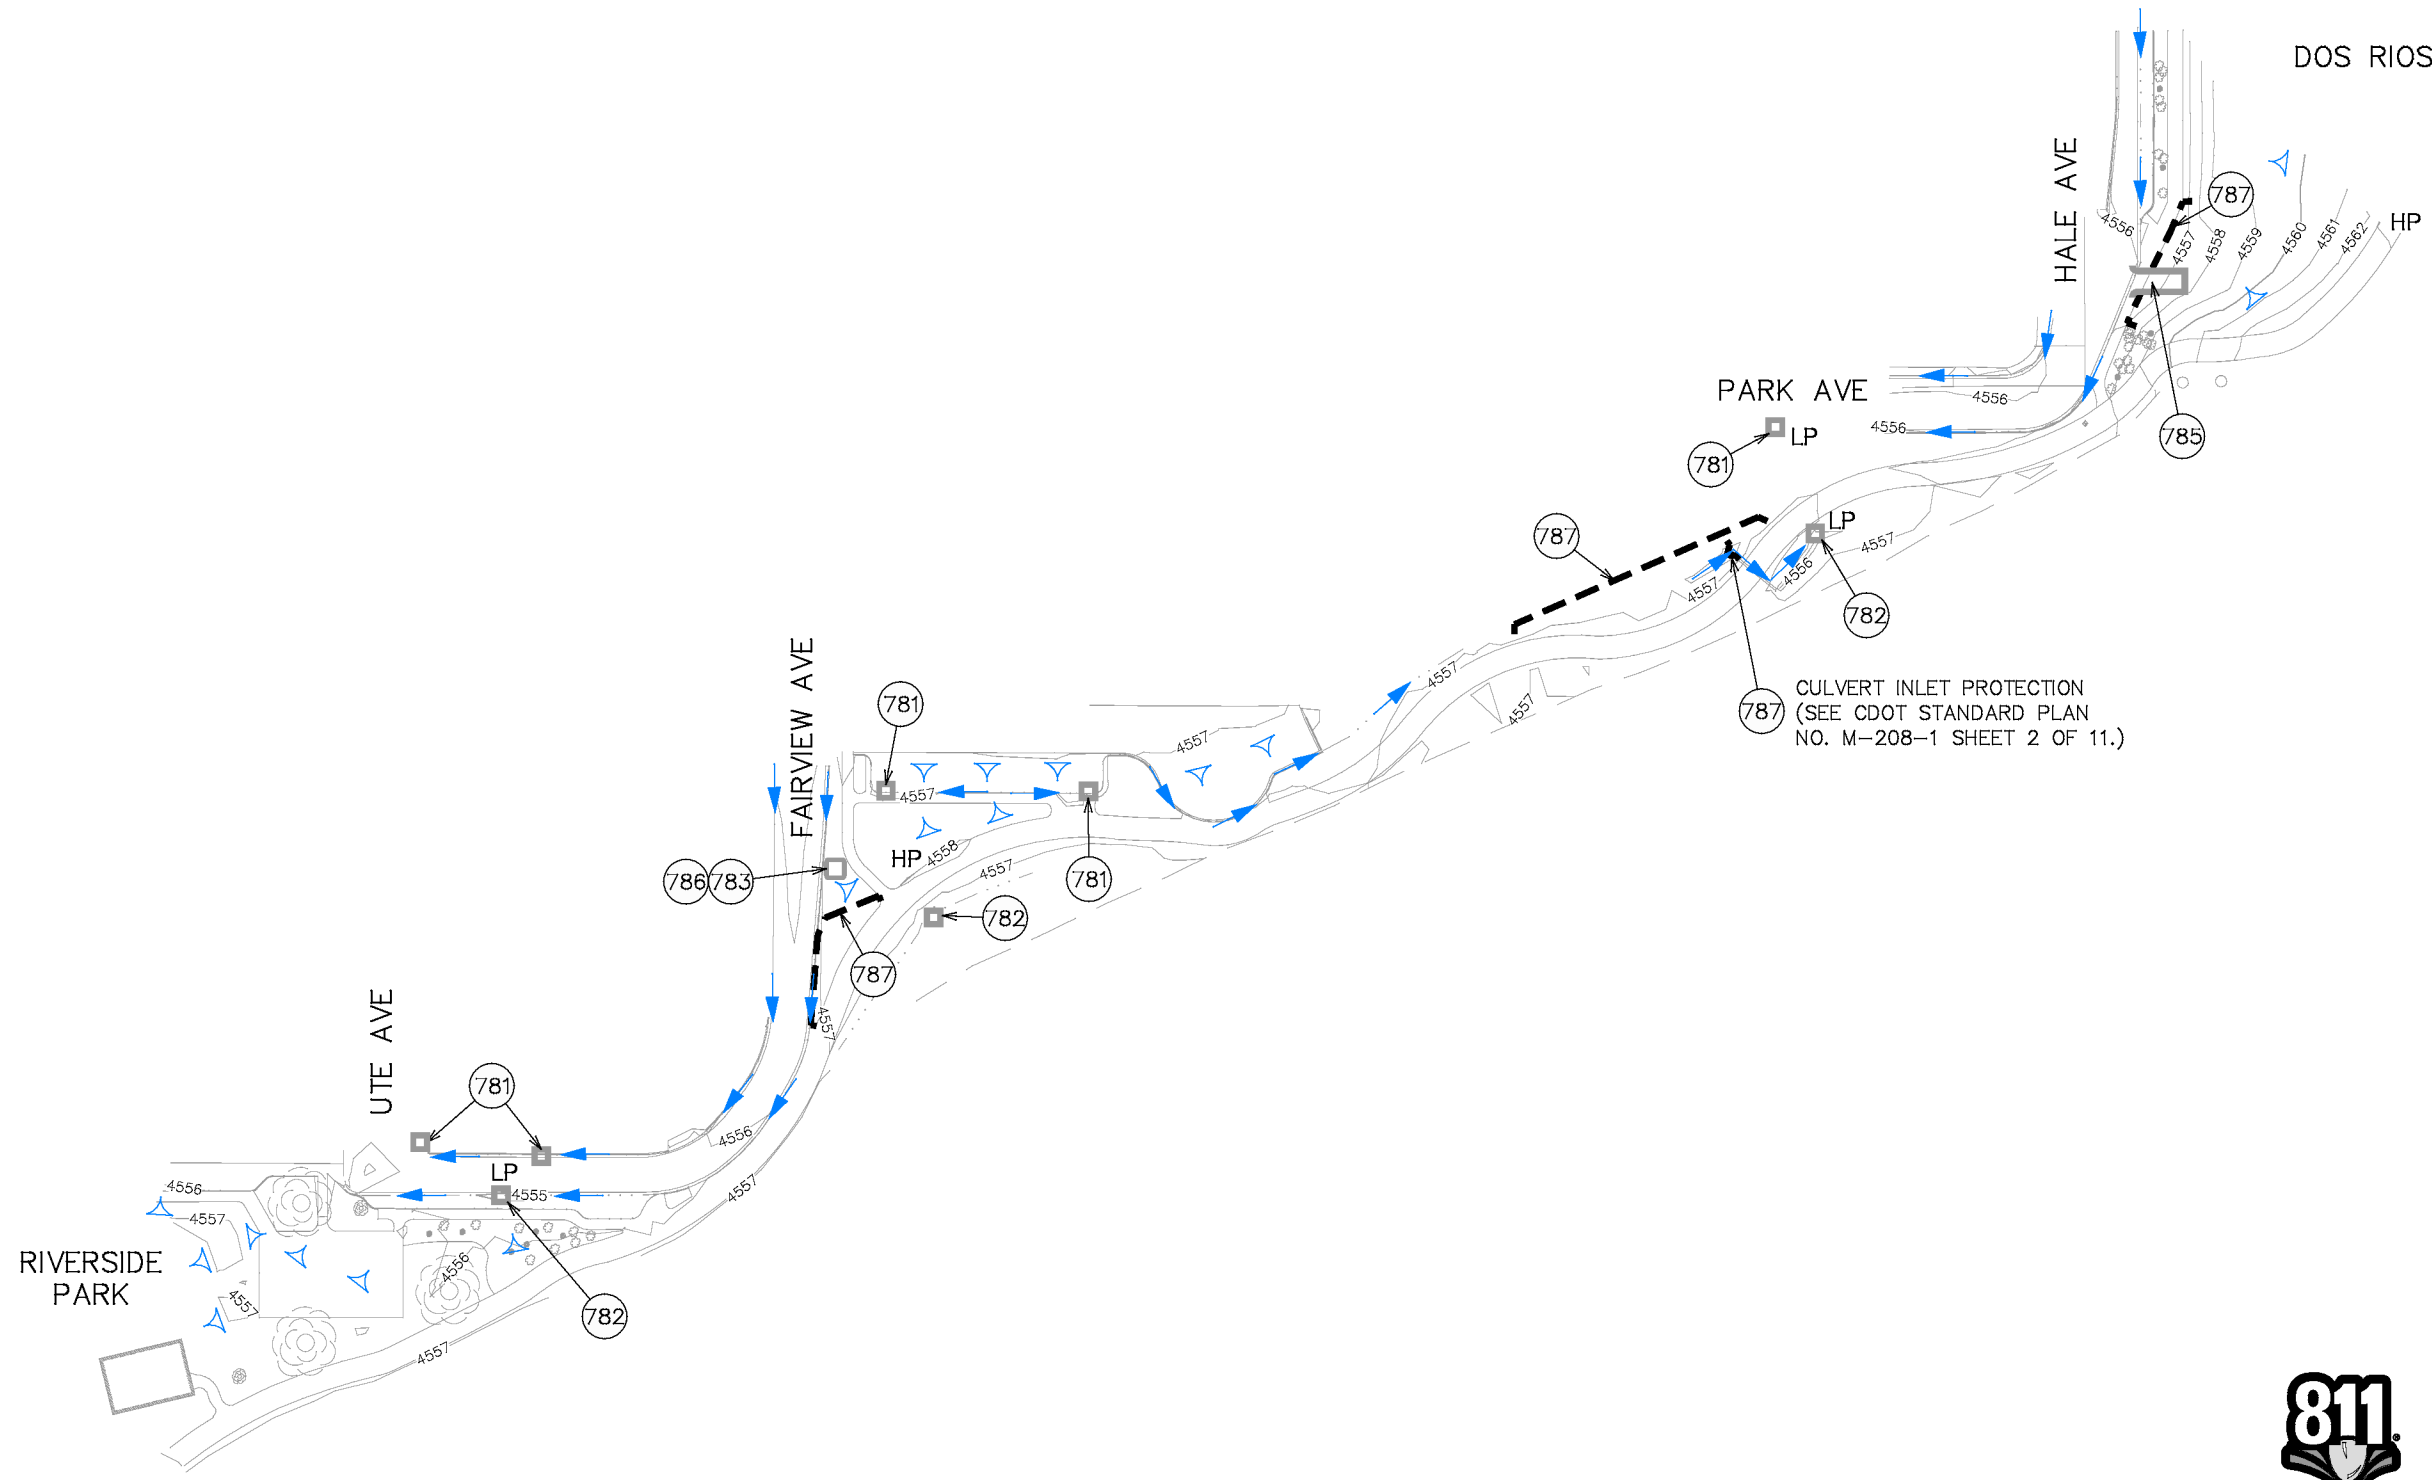 DOS RIOS
HALE AVE
787
4556
4557
4558
4559
4560
4561
4562
HP
PARK AVE
4556
4556
LP
781
785
787
LP
4557
4556
4557
782
CULVERT INLET PROTECTION
787 (SEE CDOT STANDARD PLAN
NO. M-208-1 SHEET 2 OF 11.)
4557
4557
FAIRVIEW AVE
781
4557
4557
HP
4558
4557
786 783
781
782
787
4557
UTE AVE
781
4556
LP
4555
4556
4557
4557
4556
4557
RIVERSIDE
PARK
782
4557
811